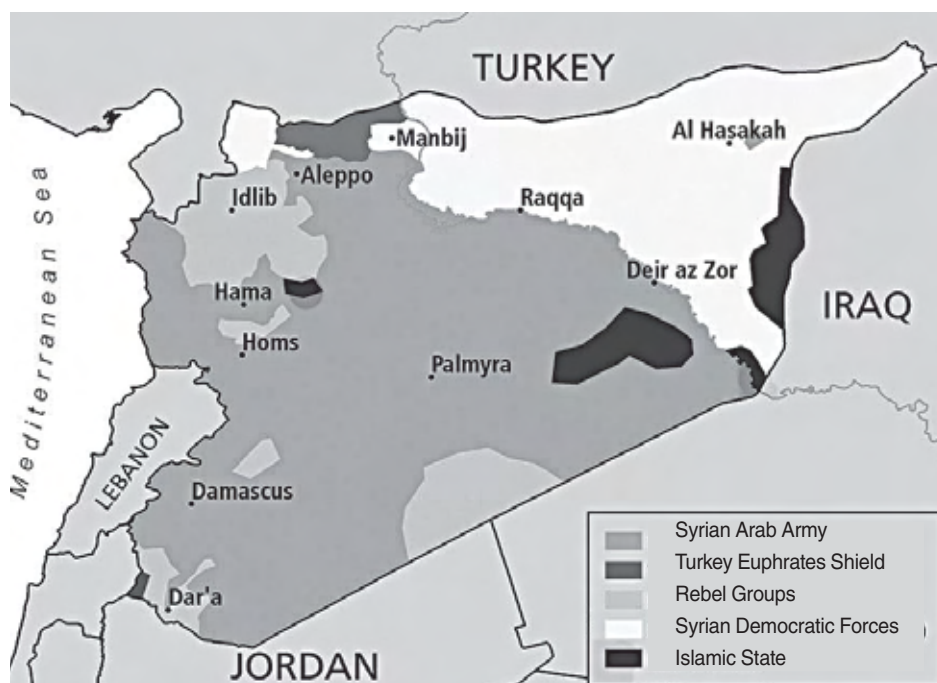 TURKEY
Manbij
Al Hasakah
Aleppo
Idlib
Raqqa
Mediterranean Sea
Deir az Zor
Hama
IRAQ
Homs
Palmyra
LEBANON
Damascus
Dar'a
JORDAN
Syrian Arab Army
Turkey Euphrates Shield
Rebel Groups
Syrian Democratic Forces
Islamic State